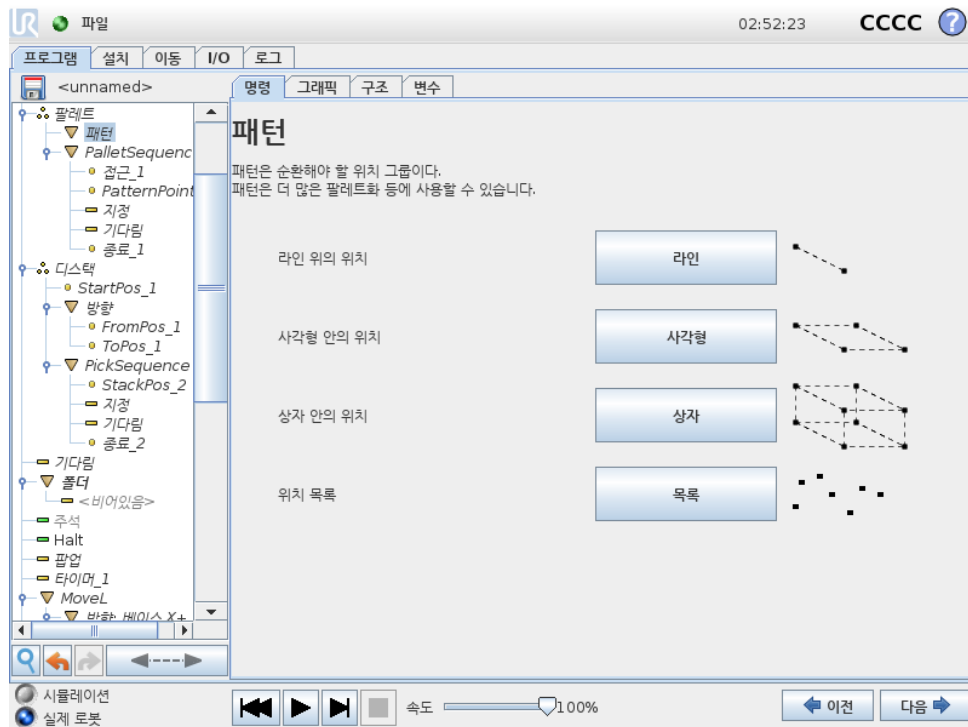 UR 파일 02:52:23 CCCC ?
프로그램 설치 이동 I/O 로그
<unnamed>
명령 그래픽 구조 변수
팔레트
패턴
PalletSequenc
접근_1
PatternPoint
지정
기다림
종료_1
디스택
StartPos_1
방향
FromPos_1
ToPos_1
PickSequence
StackPos_2
지정
기다림
종료_2
기다림
폴더
<비어있음>
주석
Halt
팝업
타이머_1
MoveL
방향: 베이스 X+
패턴
패턴은 순환해야 할 위치 그룹이다.
패턴은 더 많은 팔레트화 등에 사용할 수 있습니다.
라인 위의 위치 라인
사각형 안의 위치 사각형
상자 안의 위치 상자
위치 목록 목록
시뮬레이션
실제 로봇
속도 100%
이전 다음